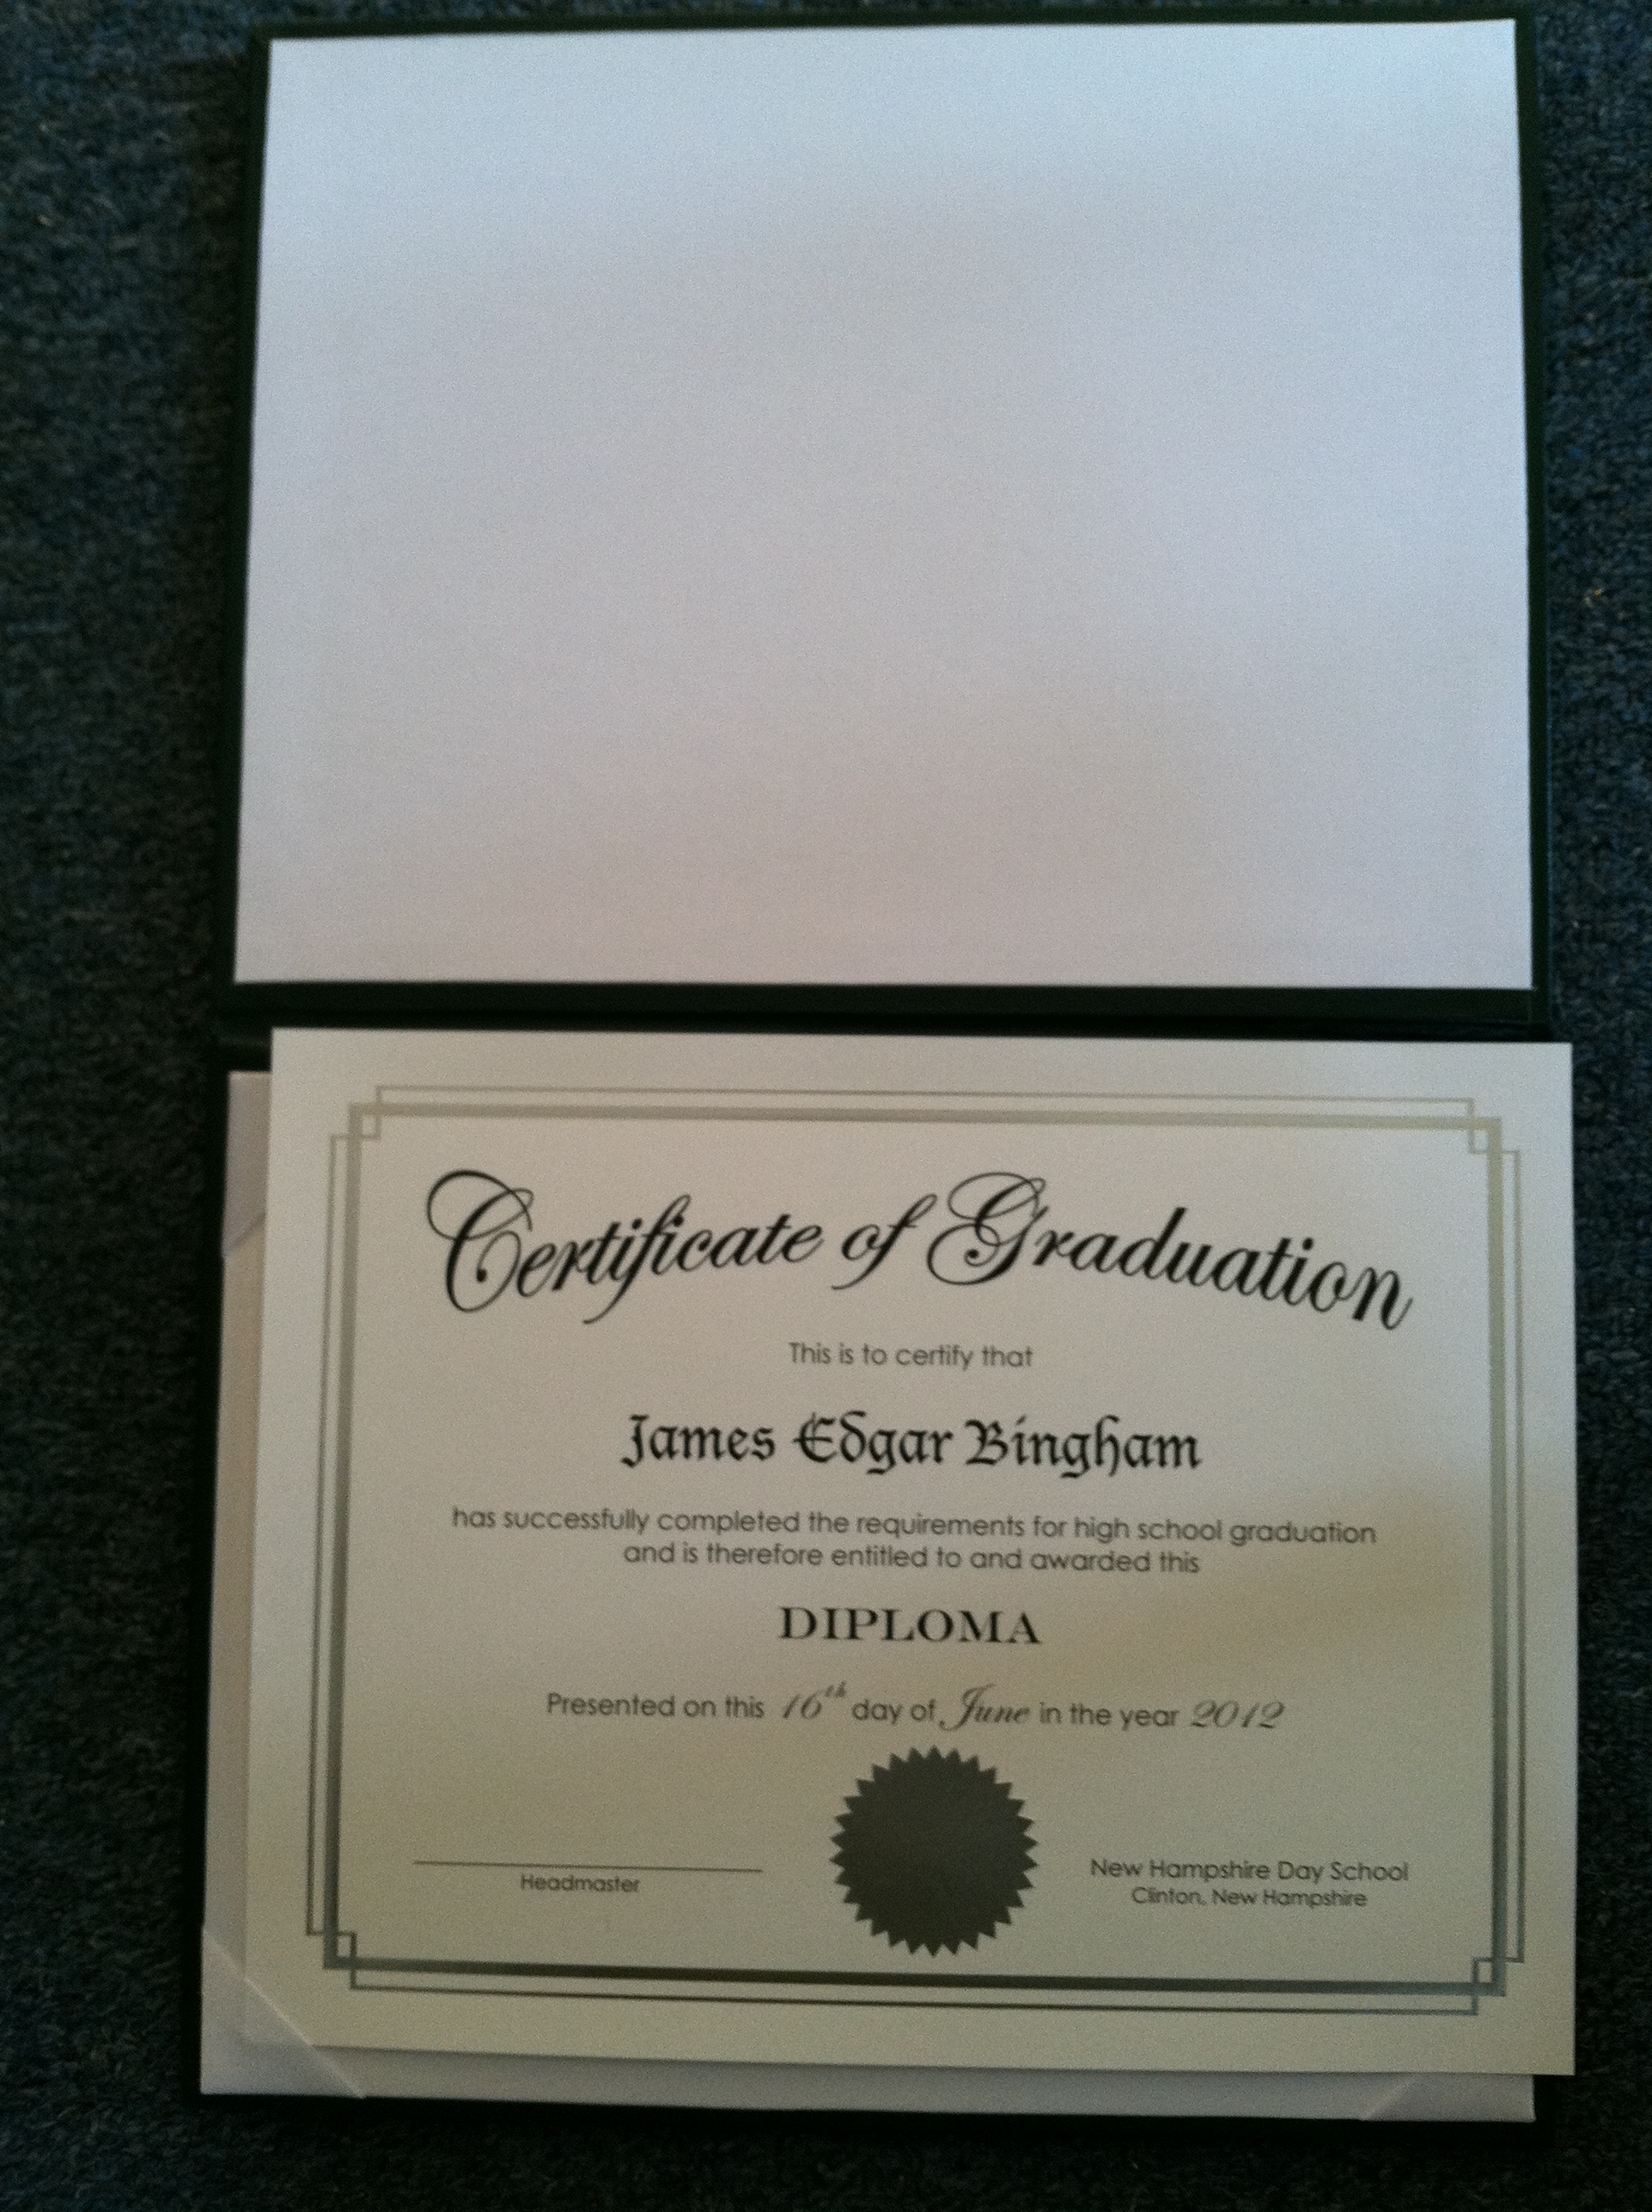 Certificate of Graduation
This is to certify that
James Edgar Bingham
has successfully completed the requirements for high school graduation
and is therefore entitled to and awarded this
DIPLOMA
Presented on this 16th day of June in the year 2012
Headmaster
New Hampshire Day School
Clinton, New Hampshire